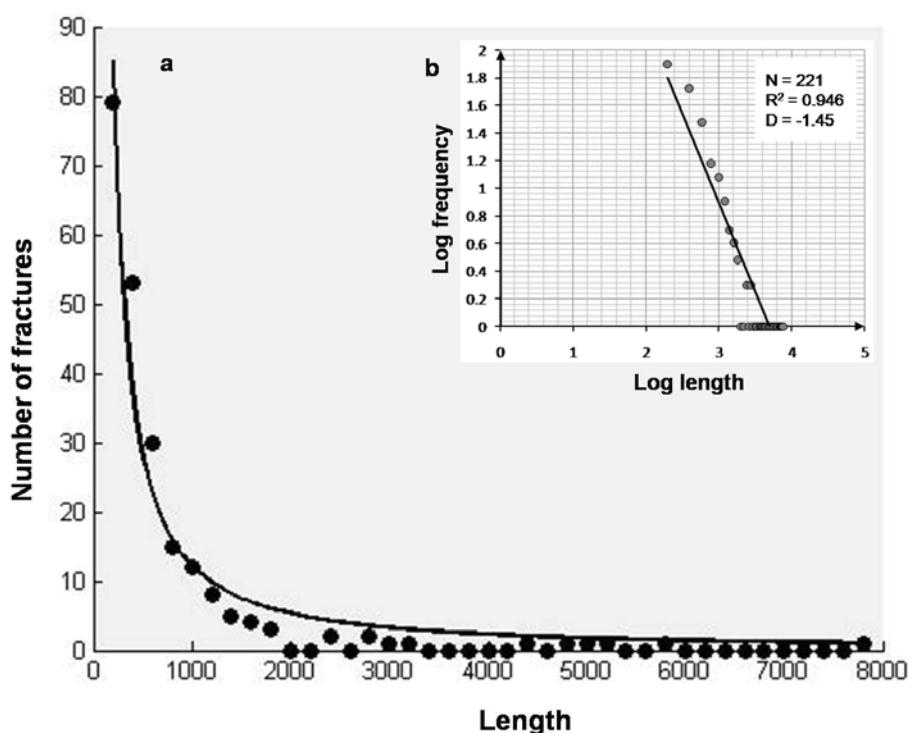 90
80
70
60
50
40
30
20
10
0
Number of fractures
0 1000 2000 3000 4000 5000 6000 7000 8000
Length
a
b
2
1.8
1.6
1.4
1.2
1
0.8
0.6
0.4
0.2
0
Log frequency
N = 221
R² = 0.946
D = -1.45
0 1 2 3 4 5
Log length